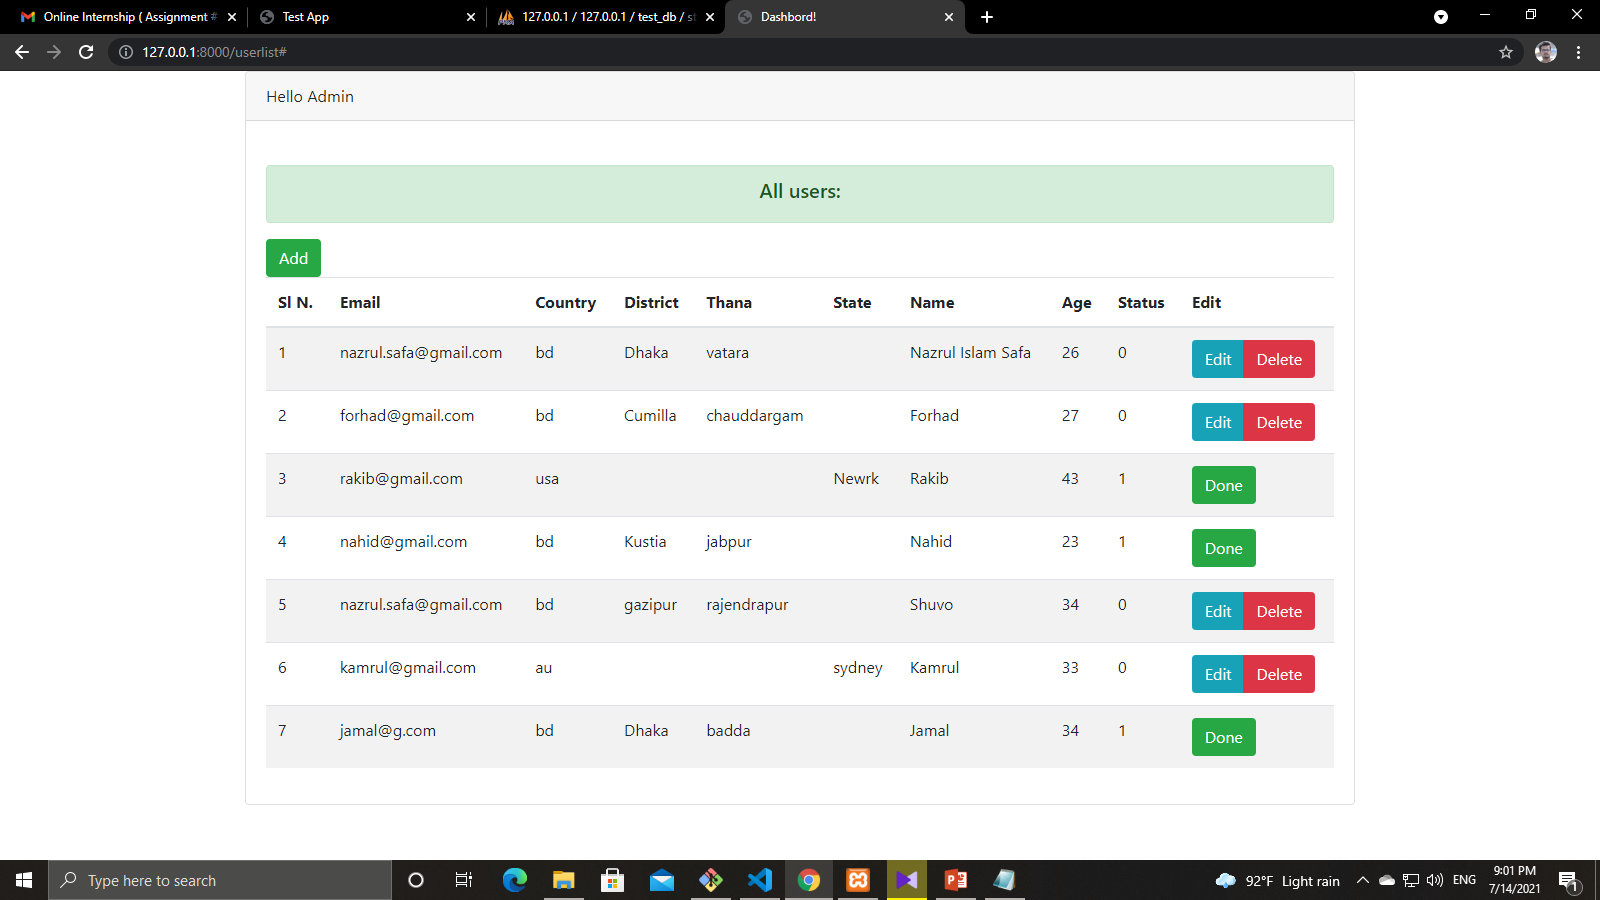 Online Internship ( Assignment #
Test App
127.0.0.1 / 127.0.0.1 / test_db / st
Dashbord!
127.0.0.1:8000/userlist#
Hello Admin
All users:
Add
Sl N. Email Country District Thana State Name Age Status Edit
1 nazrul.safa@gmail.com bd Dhaka vatara Nazrul Islam Safa 26 0 Edit Delete
2 forhad@gmail.com bd Cumilla chauddargam Forhad 27 0 Edit Delete
3 rakib@gmail.com usa Newrk Rakib 43 1 Done
4 nahid@gmail.com bd Kustia jabpur Nahid 23 1 Done
5 nazrul.safa@gmail.com bd gazipur rajendrapur Shuvo 34 0 Edit Delete
6 kamrul@gmail.com au sydney Kamrul 33 0 Edit Delete
7 jamal@g.com bd Dhaka badda Jamal 34 1 Done
Type here to search
92°F Light rain
ENG
9:01 PM
7/14/2021
1